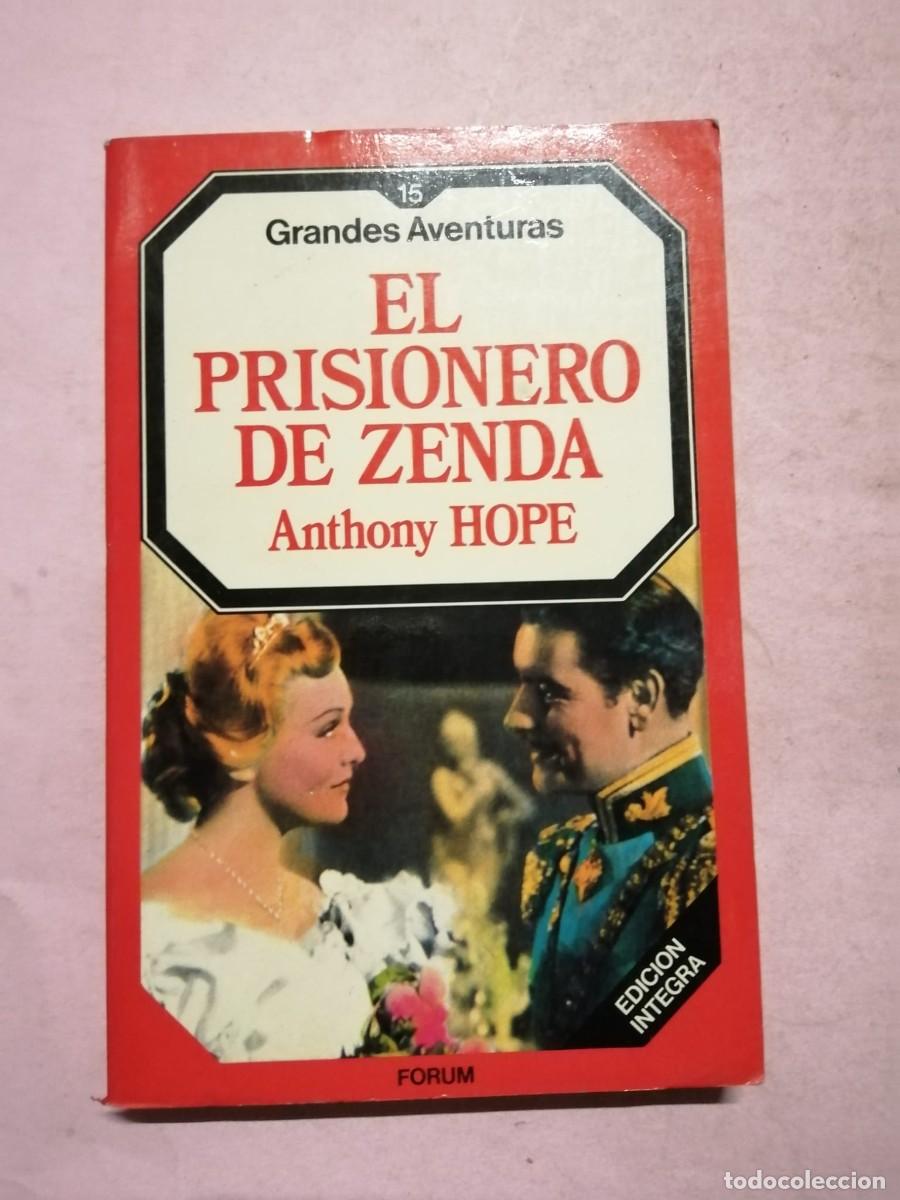 15
Grandes Aventuras
EL
PRISIONERO
DE ZENDA
Anthony HOPE
EDICION
INTEGRA
FORUM
todocoleccion